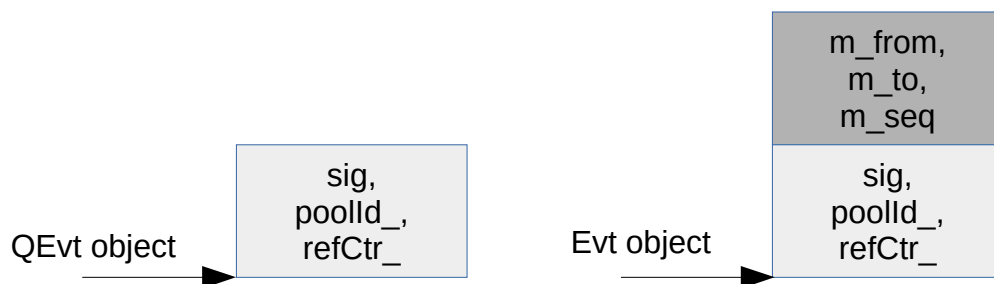 QEvt object
sig,
poolId_,
refCtr_
Evt object
m_from,
m_to,
m_seq
sig,
poolId_,
refCtr_